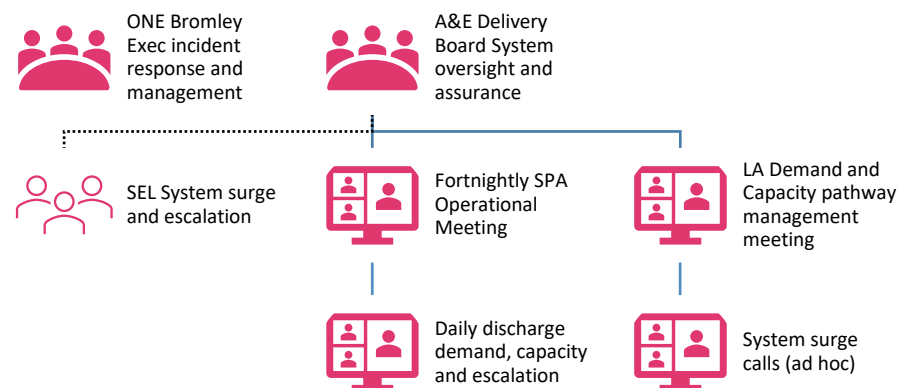 ONE Bromley
Exec incident
response and
management
A&E Delivery
Board System
oversight and
assurance
SEL System surge
and escalation
Fortnightly SPA
Operational
Meeting
LA Demand and
Capacity pathway
management
meeting
Daily discharge
demand, capacity
and escalation
System surge
calls (ad hoc)